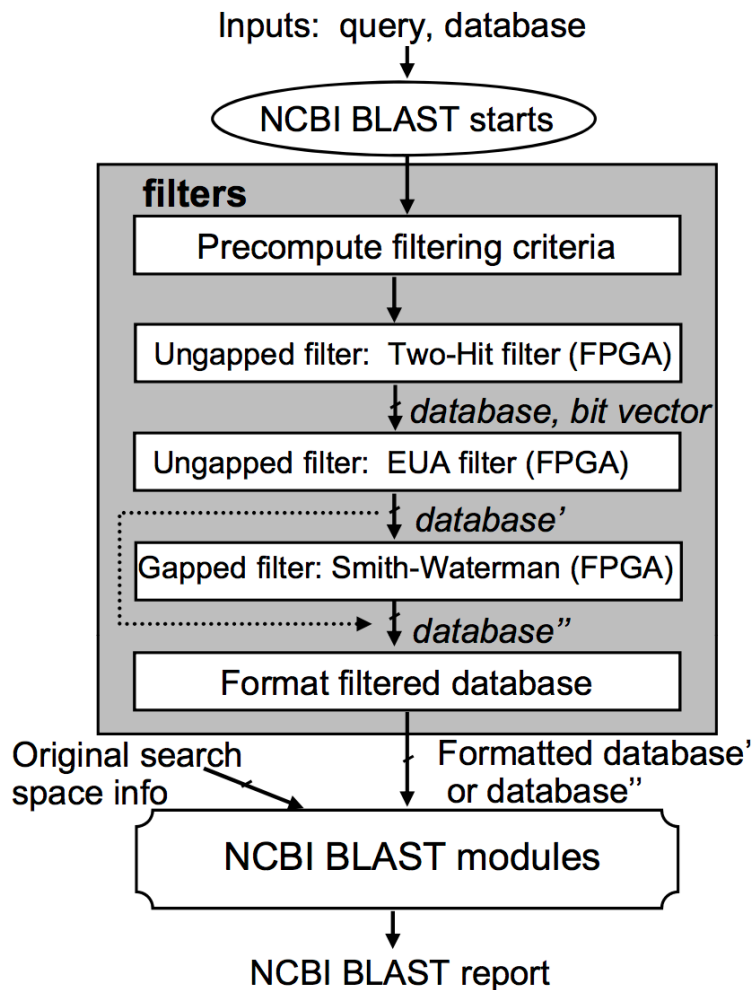 Inputs: query, database
NCBI BLAST starts
filters
Precompute filtering criteria
Ungapped filter: Two-Hit filter (FPGA)
database, bit vector
Ungapped filter: EUA filter (FPGA)
database’
Gapped filter: Smith-Waterman (FPGA)
database’’
Format filtered database
Original search
space info
Formatted database’
or database’’
NCBI BLAST modules
NCBI BLAST report